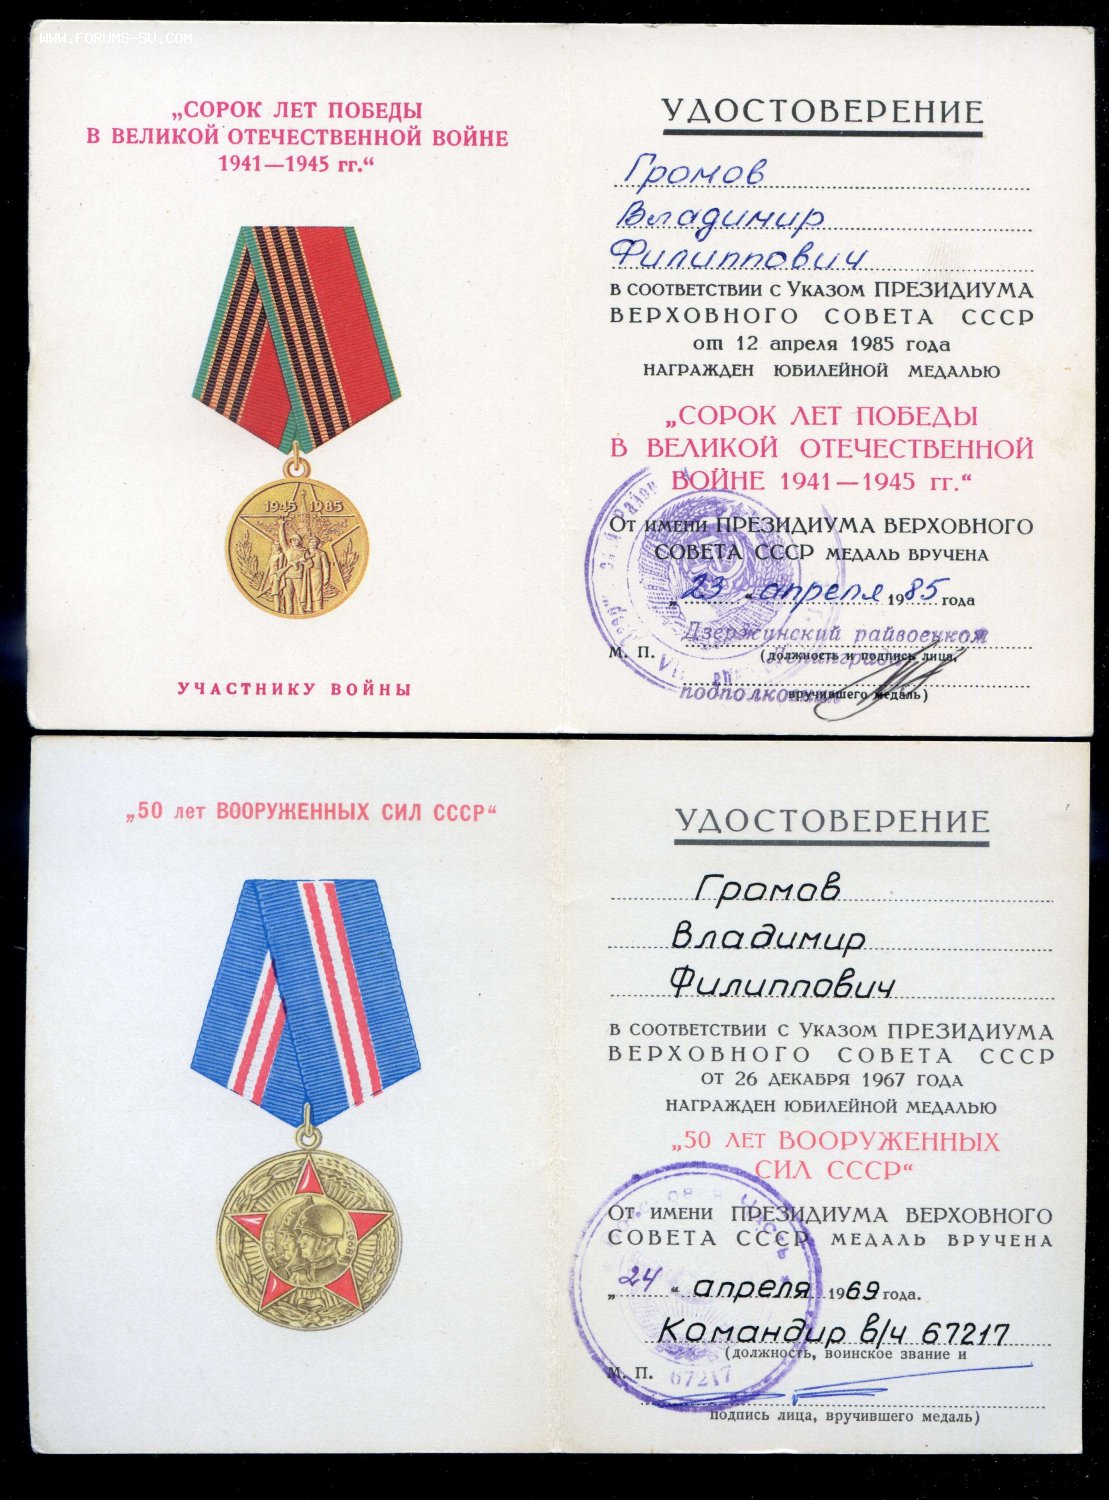 WWW.FORUMS-SU.COM
„СОРОК ЛЕТ ПОБЕДЫ
В ВЕЛИКОЙ ОТЕЧЕСТВЕННОЙ ВОЙНЕ
1941—1945 гг.“
1945 1985
УЧАСТНИКУ ВОЙНЫ
УДОСТОВЕРЕНИЕ
Громов
Владимир
Филиппович
В СООТВЕТСТВИИ С УКАЗОМ ПРЕЗИДИУМА
ВЕРХОВНОГО СОВЕТА СССР
от 12 апреля 1985 года
НАГРАЖДЕН ЮБИЛЕЙНОЙ МЕДАЛЬЮ
„СОРОК ЛЕТ ПОБЕДЫ
В ВЕЛИКОЙ ОТЕЧЕСТВЕННОЙ
ВОЙНЕ 1941—1945 гг.“
ОТ ИМЕНИ ПРЕЗИДИУМА ВЕРХОВНОГО
СОВЕТА СССР МЕДАЛЬ ВРУЧЕНА
„23“ апреля 1985 года
Дзержинский райвоенком
М. П. (должность и подпись лица,
вручившего медаль)
„50 лет ВООРУЖЕННЫХ СИЛ СССР“
УДОСТОВЕРЕНИЕ
Громов
Владимир
Филиппович
В СООТВЕТСТВИИ С УКАЗОМ ПРЕЗИДИУМА
ВЕРХОВНОГО СОВЕТА СССР
ОТ 26 ДЕКАБРЯ 1967 ГОДА
НАГРАЖДЕН ЮБИЛЕЙНОЙ МЕДАЛЬЮ
„50 ЛЕТ ВООРУЖЕННЫХ
СИЛ СССР“
ОТ ИМЕНИ ПРЕЗИДИУМА ВЕРХОВНОГО
СОВЕТА СССР МЕДАЛЬ ВРУЧЕНА
„24“ апреля 1969 года.
Командир в/ч 67217
(должность, воинское звание и
М. П. 67217
подпись лица, вручившего медаль)